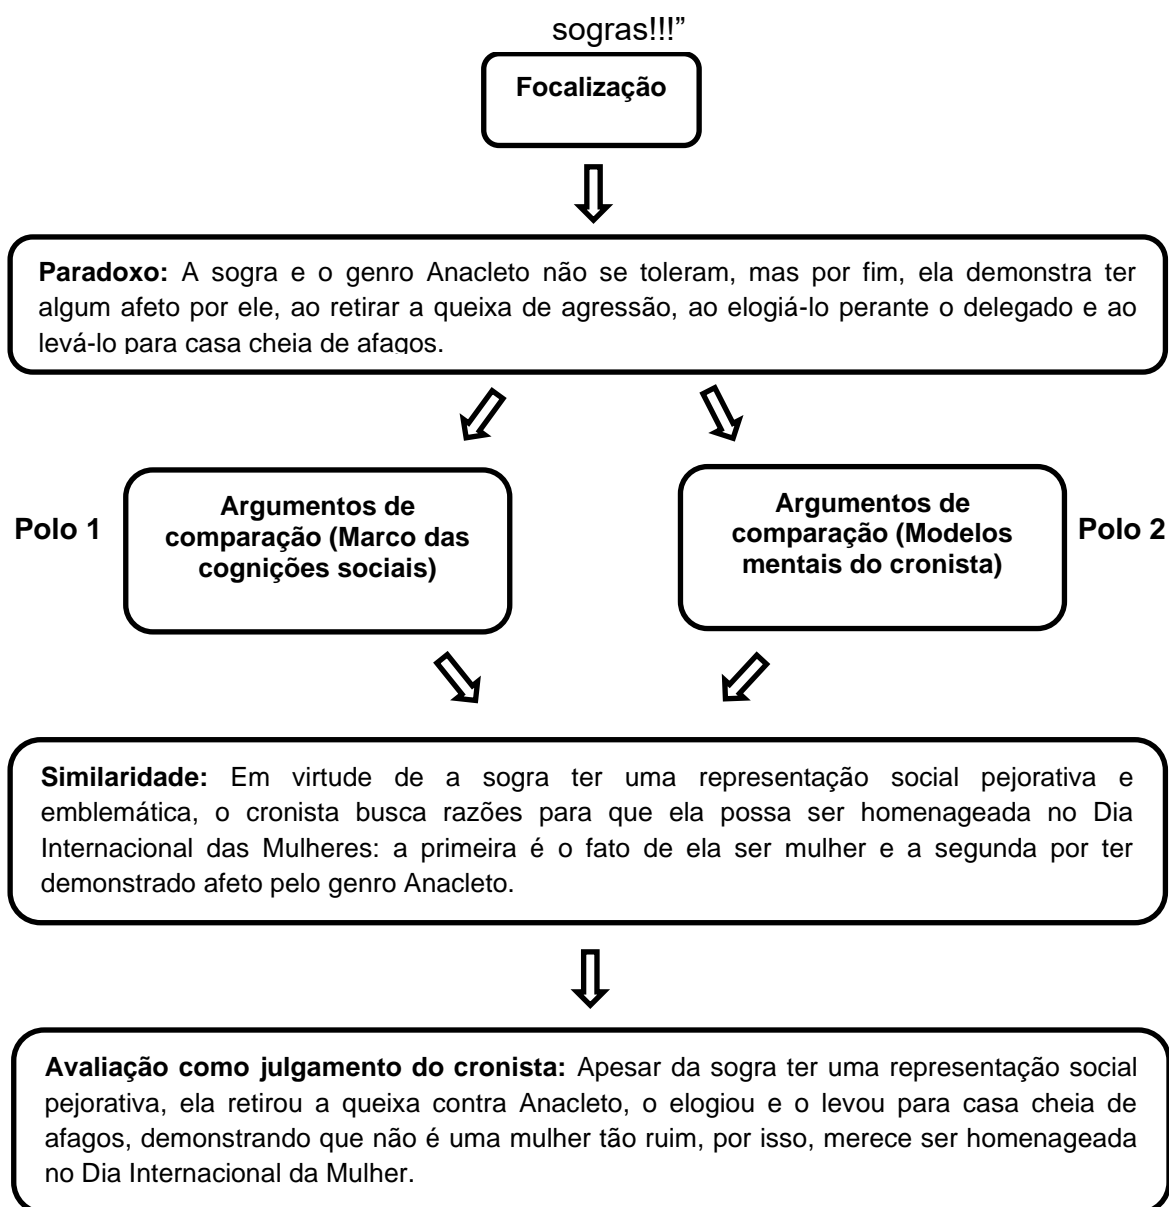 sogras!!!”
Focalização
Paradoxo: A sogra e o genro Anacleto não se toleram, mas por fim, ela demonstra ter
algum afeto por ele, ao retirar a queixa de agressão, ao elogiá-lo perante o delegado e ao
levá-lo para casa cheia de afagos.
Polo 1
Argumentos de
comparação (Marco das
cognições sociais)
Argumentos de
comparação (Modelos
mentais do cronista)
Polo 2
Similaridade: Em virtude de a sogra ter uma representação social pejorativa e
emblemática, o cronista busca razões para que ela possa ser homenageada no Dia
Internacional das Mulheres: a primeira é o fato de ela ser mulher e a segunda por ter
demonstrado afeto pelo genro Anacleto.
Avaliação como julgamento do cronista: Apesar da sogra ter uma representação social
pejorativa, ela retirou a queixa contra Anacleto, o elogiou e o levou para casa cheia de
afagos, demonstrando que não é uma mulher tão ruim, por isso, merece ser homenageada
no Dia Internacional da Mulher.